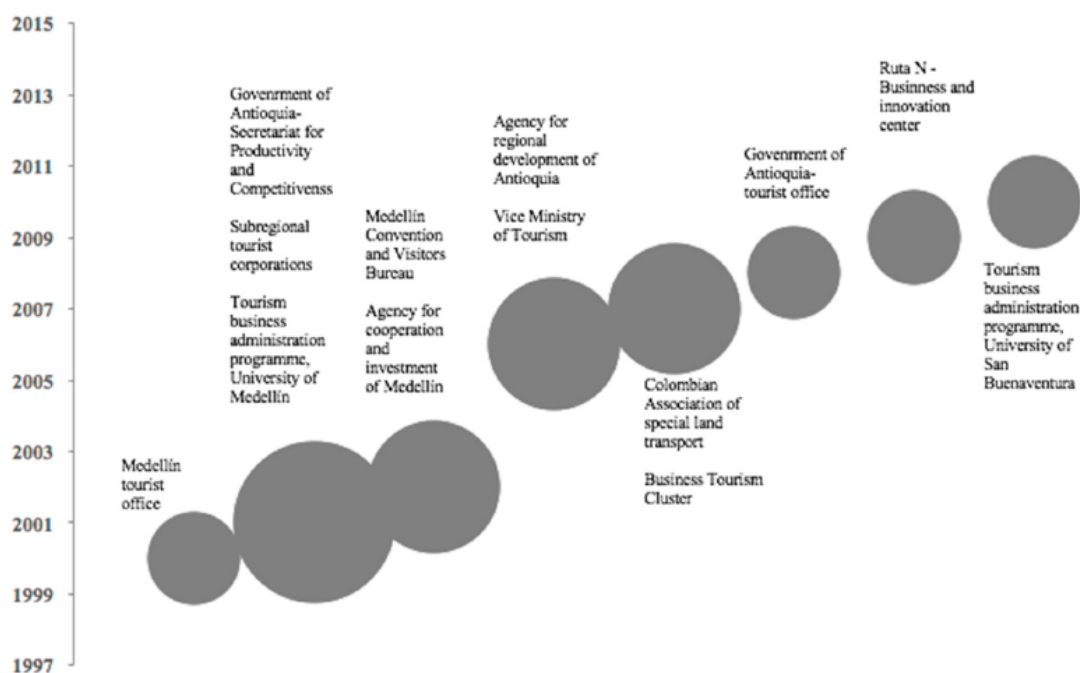 2015
2013
2011
2009
2007
2005
2003
2001
1999
1997
Medellín
tourist
office
Govenrment of
Antioquia-
Secretariat for
Productivity
and
Competitivenss
Subregional
tourist
corporations
Tourism
business
administration
programme,
University of
Medellín
Medellín
Convention
and Visitors
Bureau
Agency for
cooperation
and
investment
of Medellín
Agency for
regional
development of
Antioquia
Vice Ministry
of Tourism
Colombian
Association of
special land
transport
Business Tourism
Cluster
Govenrment of
Antioquia-
tourist office
Ruta N -
Businness and
innovation
center
Tourism
business
administration
programme,
University of
San
Buenaventura